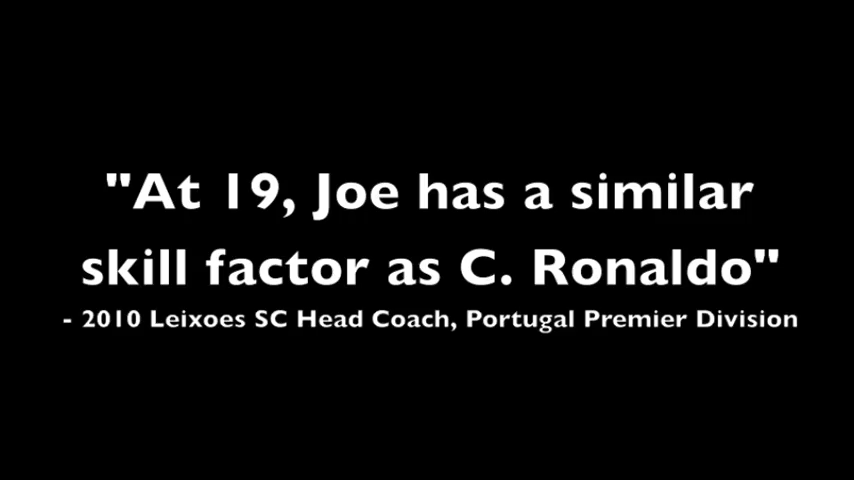 "At 19, Joe has a similar
skill factor as C. Ronaldo"
- 2010 Leixoes SC Head Coach, Portugal Premier Division